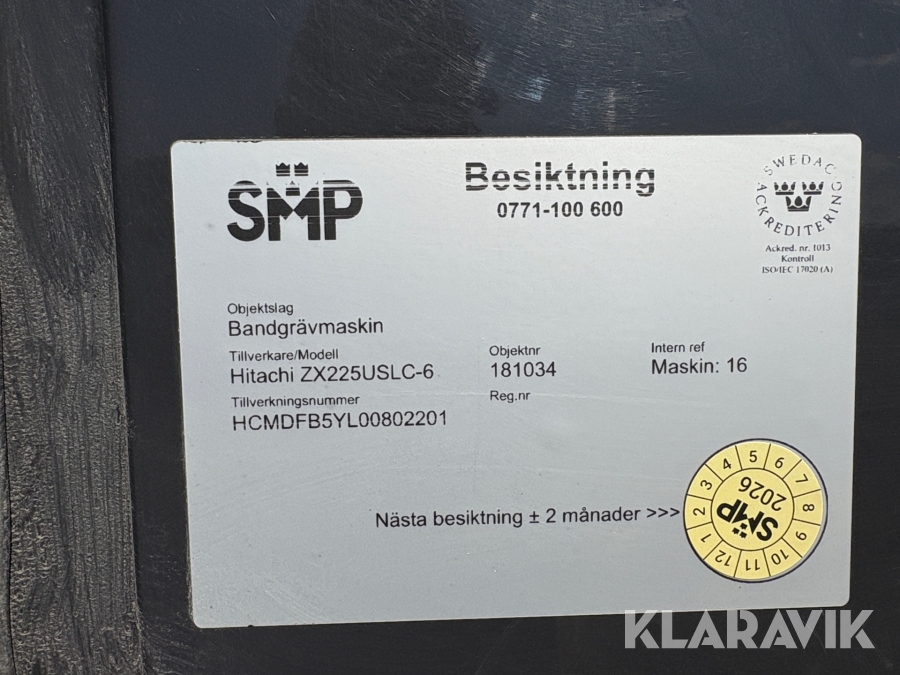 SMP
Besiktning
0771-100 600
SWEDAC
ACKREDITERING
Ackred. nr. 1013
Kontroll
ISO/IEC 17020 (A)
Objektslag
Bandgrävmaskin
Tillverkare/Modell
Hitachi ZX225USLC-6
Objektnr
181034
Intern ref
Maskin: 16
Tillverkningsnummer
HCMDFB5YL00802201
Reg.nr
Nästa besiktning ± 2 månader >>>
1 2 3 4 5 6 7 8 9 10 11 12
SMP
2026
KLARAVIK